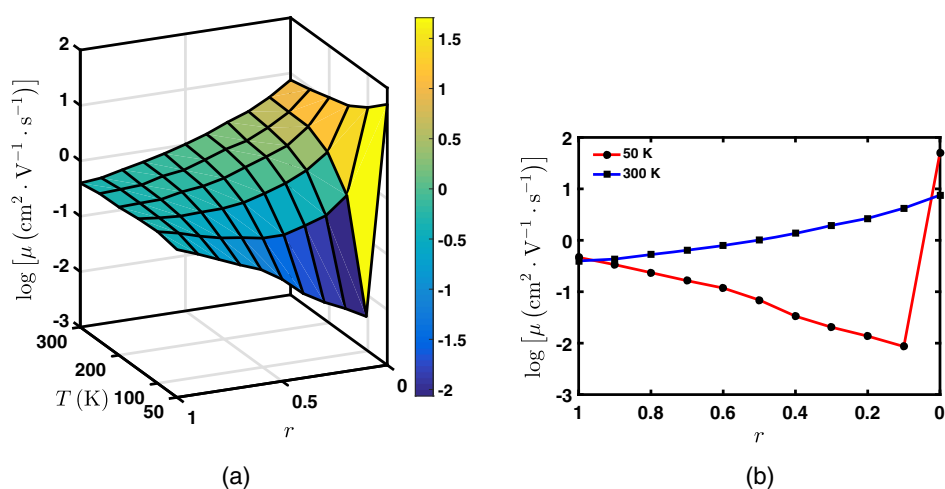 2
1
0
-1
-2
-3
log [μ (cm² · V⁻¹ · s⁻¹)]
300
200
100
50
T (K)
1
0.5
0
r
1.5
1
0.5
0
-0.5
-1
-1.5
-2
(a)
2
1
0
-1
-2
-3
log [μ (cm² · V⁻¹ · s⁻¹)]
50 K
300 K
1 0.8 0.6 0.4 0.2 0
r
(b)